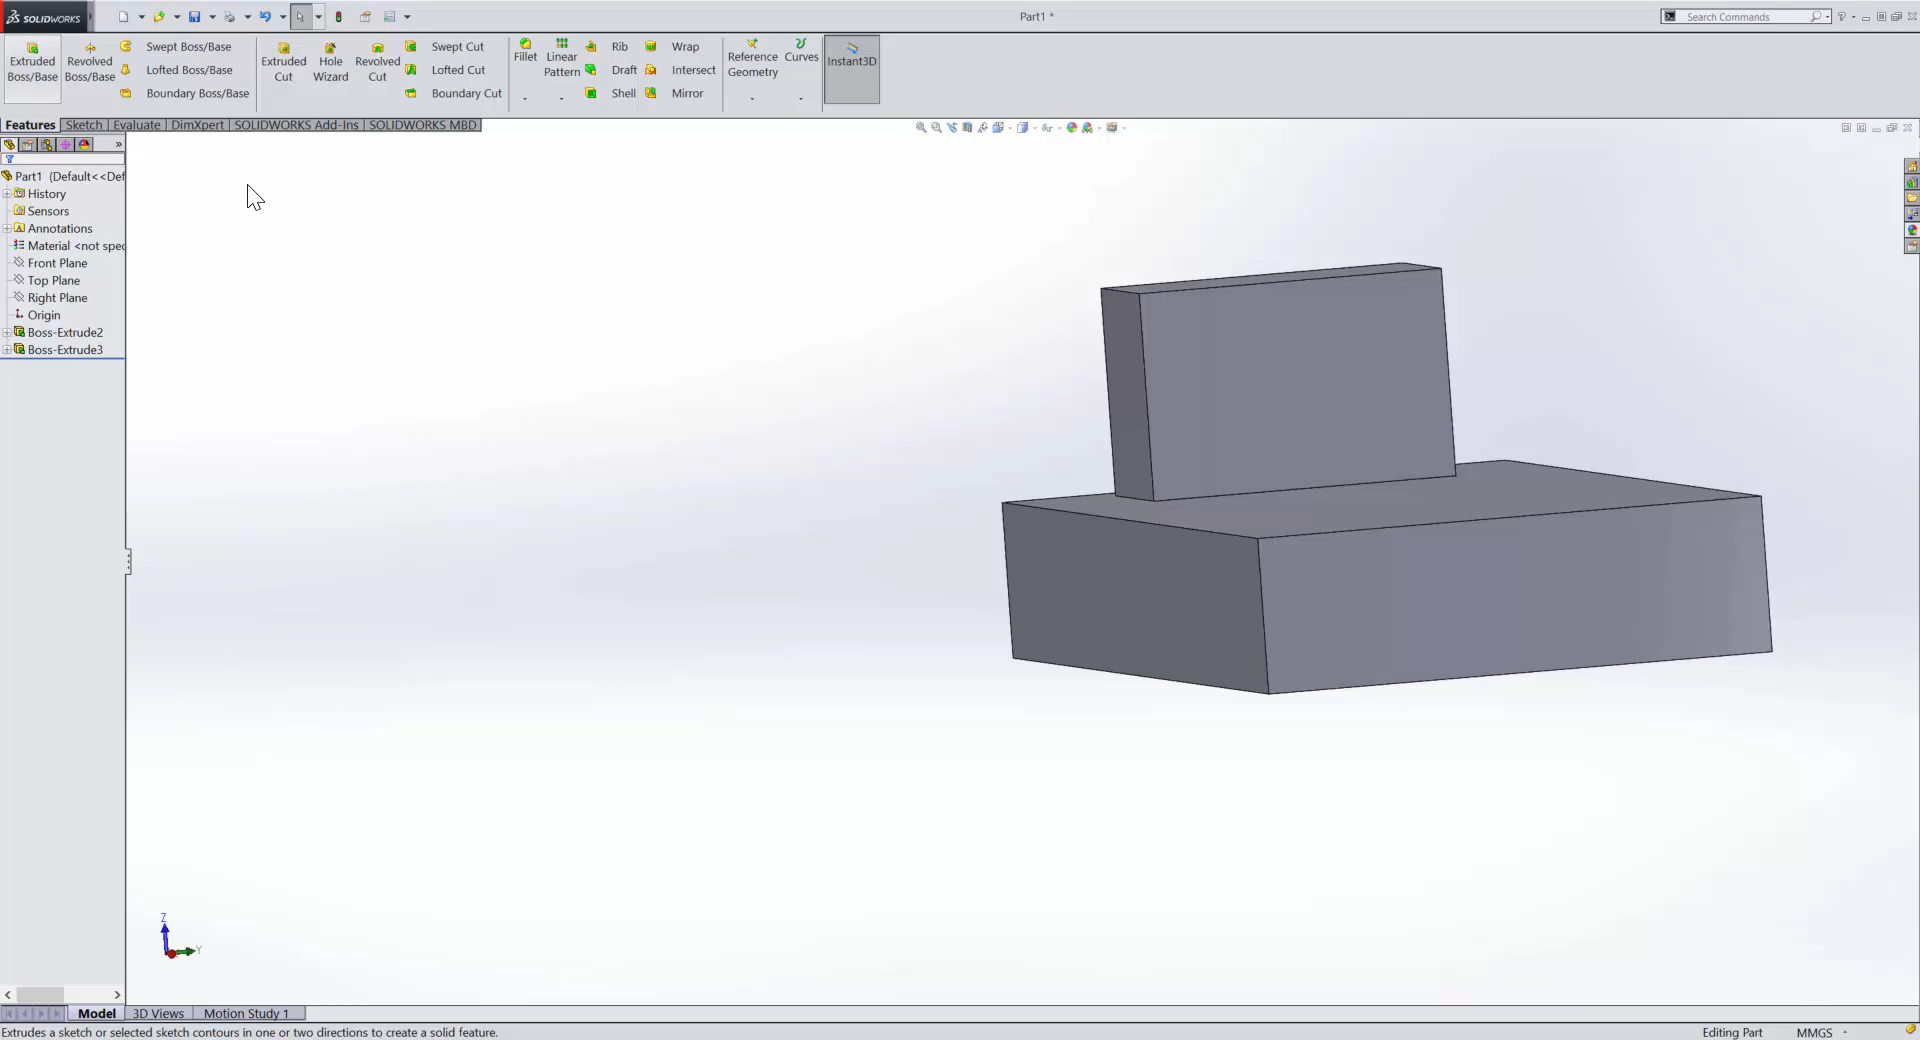 SOLIDWORKS
Part1 *
Search Commands
Extruded Boss/Base
Revolved Boss/Base
Swept Boss/Base
Lofted Boss/Base
Boundary Boss/Base
Extruded Cut
Hole Wizard
Revolved Cut
Swept Cut
Lofted Cut
Boundary Cut
Fillet
Linear Pattern
Rib
Draft
Shell
Wrap
Intersect
Mirror
Reference Geometry
Curves
Instant3D
Features
Sketch
Evaluate
DimXpert
SOLIDWORKS Add-Ins
SOLIDWORKS MBD
Part1 (Default<<Def
History
Sensors
Annotations
Material <not spec
Front Plane
Top Plane
Right Plane
Origin
Boss-Extrude2
Boss-Extrude3
Z
Y
Model
3D Views
Motion Study 1
Extrudes a sketch or selected sketch contours in one or two directions to create a solid feature.
Editing Part
MMGS